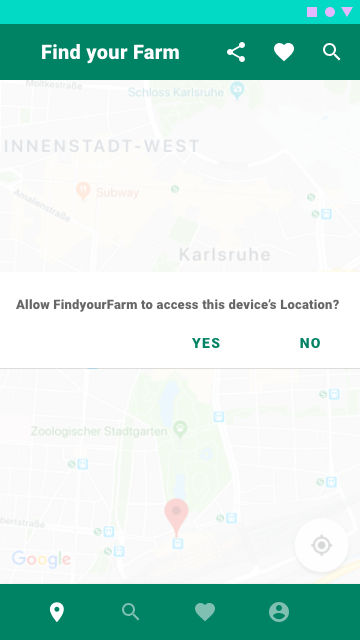 Find your Farm
Moltkestraße
Schloss Karlsruhe
INNENSTADT-WEST
Subway
Amalienstraße
Karlsruhe
Allow FindyourFarm to access this device's Location?
YES NO
Zoologischer Stadtgarten
Google